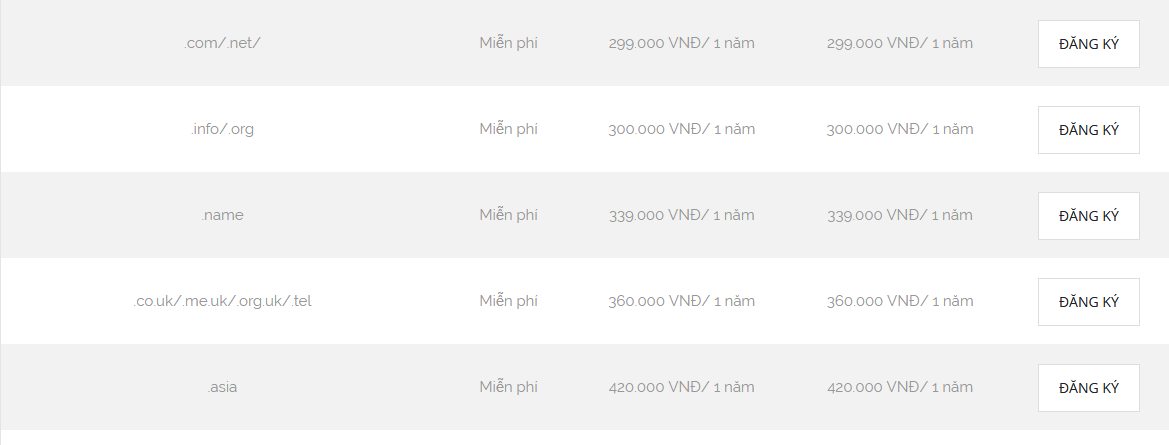 .com/.net/ Miễn phí 299.000 VNĐ/ 1 năm 299.000 VNĐ/ 1 năm ĐĂNG KÝ
.info/.org Miễn phí 300.000 VNĐ/ 1 năm 300.000 VNĐ/ 1 năm ĐĂNG KÝ
.name Miễn phí 339.000 VNĐ/ 1 năm 339.000 VNĐ/ 1 năm ĐĂNG KÝ
.co.uk/.me.uk/.org.uk/.tel Miễn phí 360.000 VNĐ/ 1 năm 360.000 VNĐ/ 1 năm ĐĂNG KÝ
.asia Miễn phí 420.000 VNĐ/ 1 năm 420.000 VNĐ/ 1 năm ĐĂNG KÝ